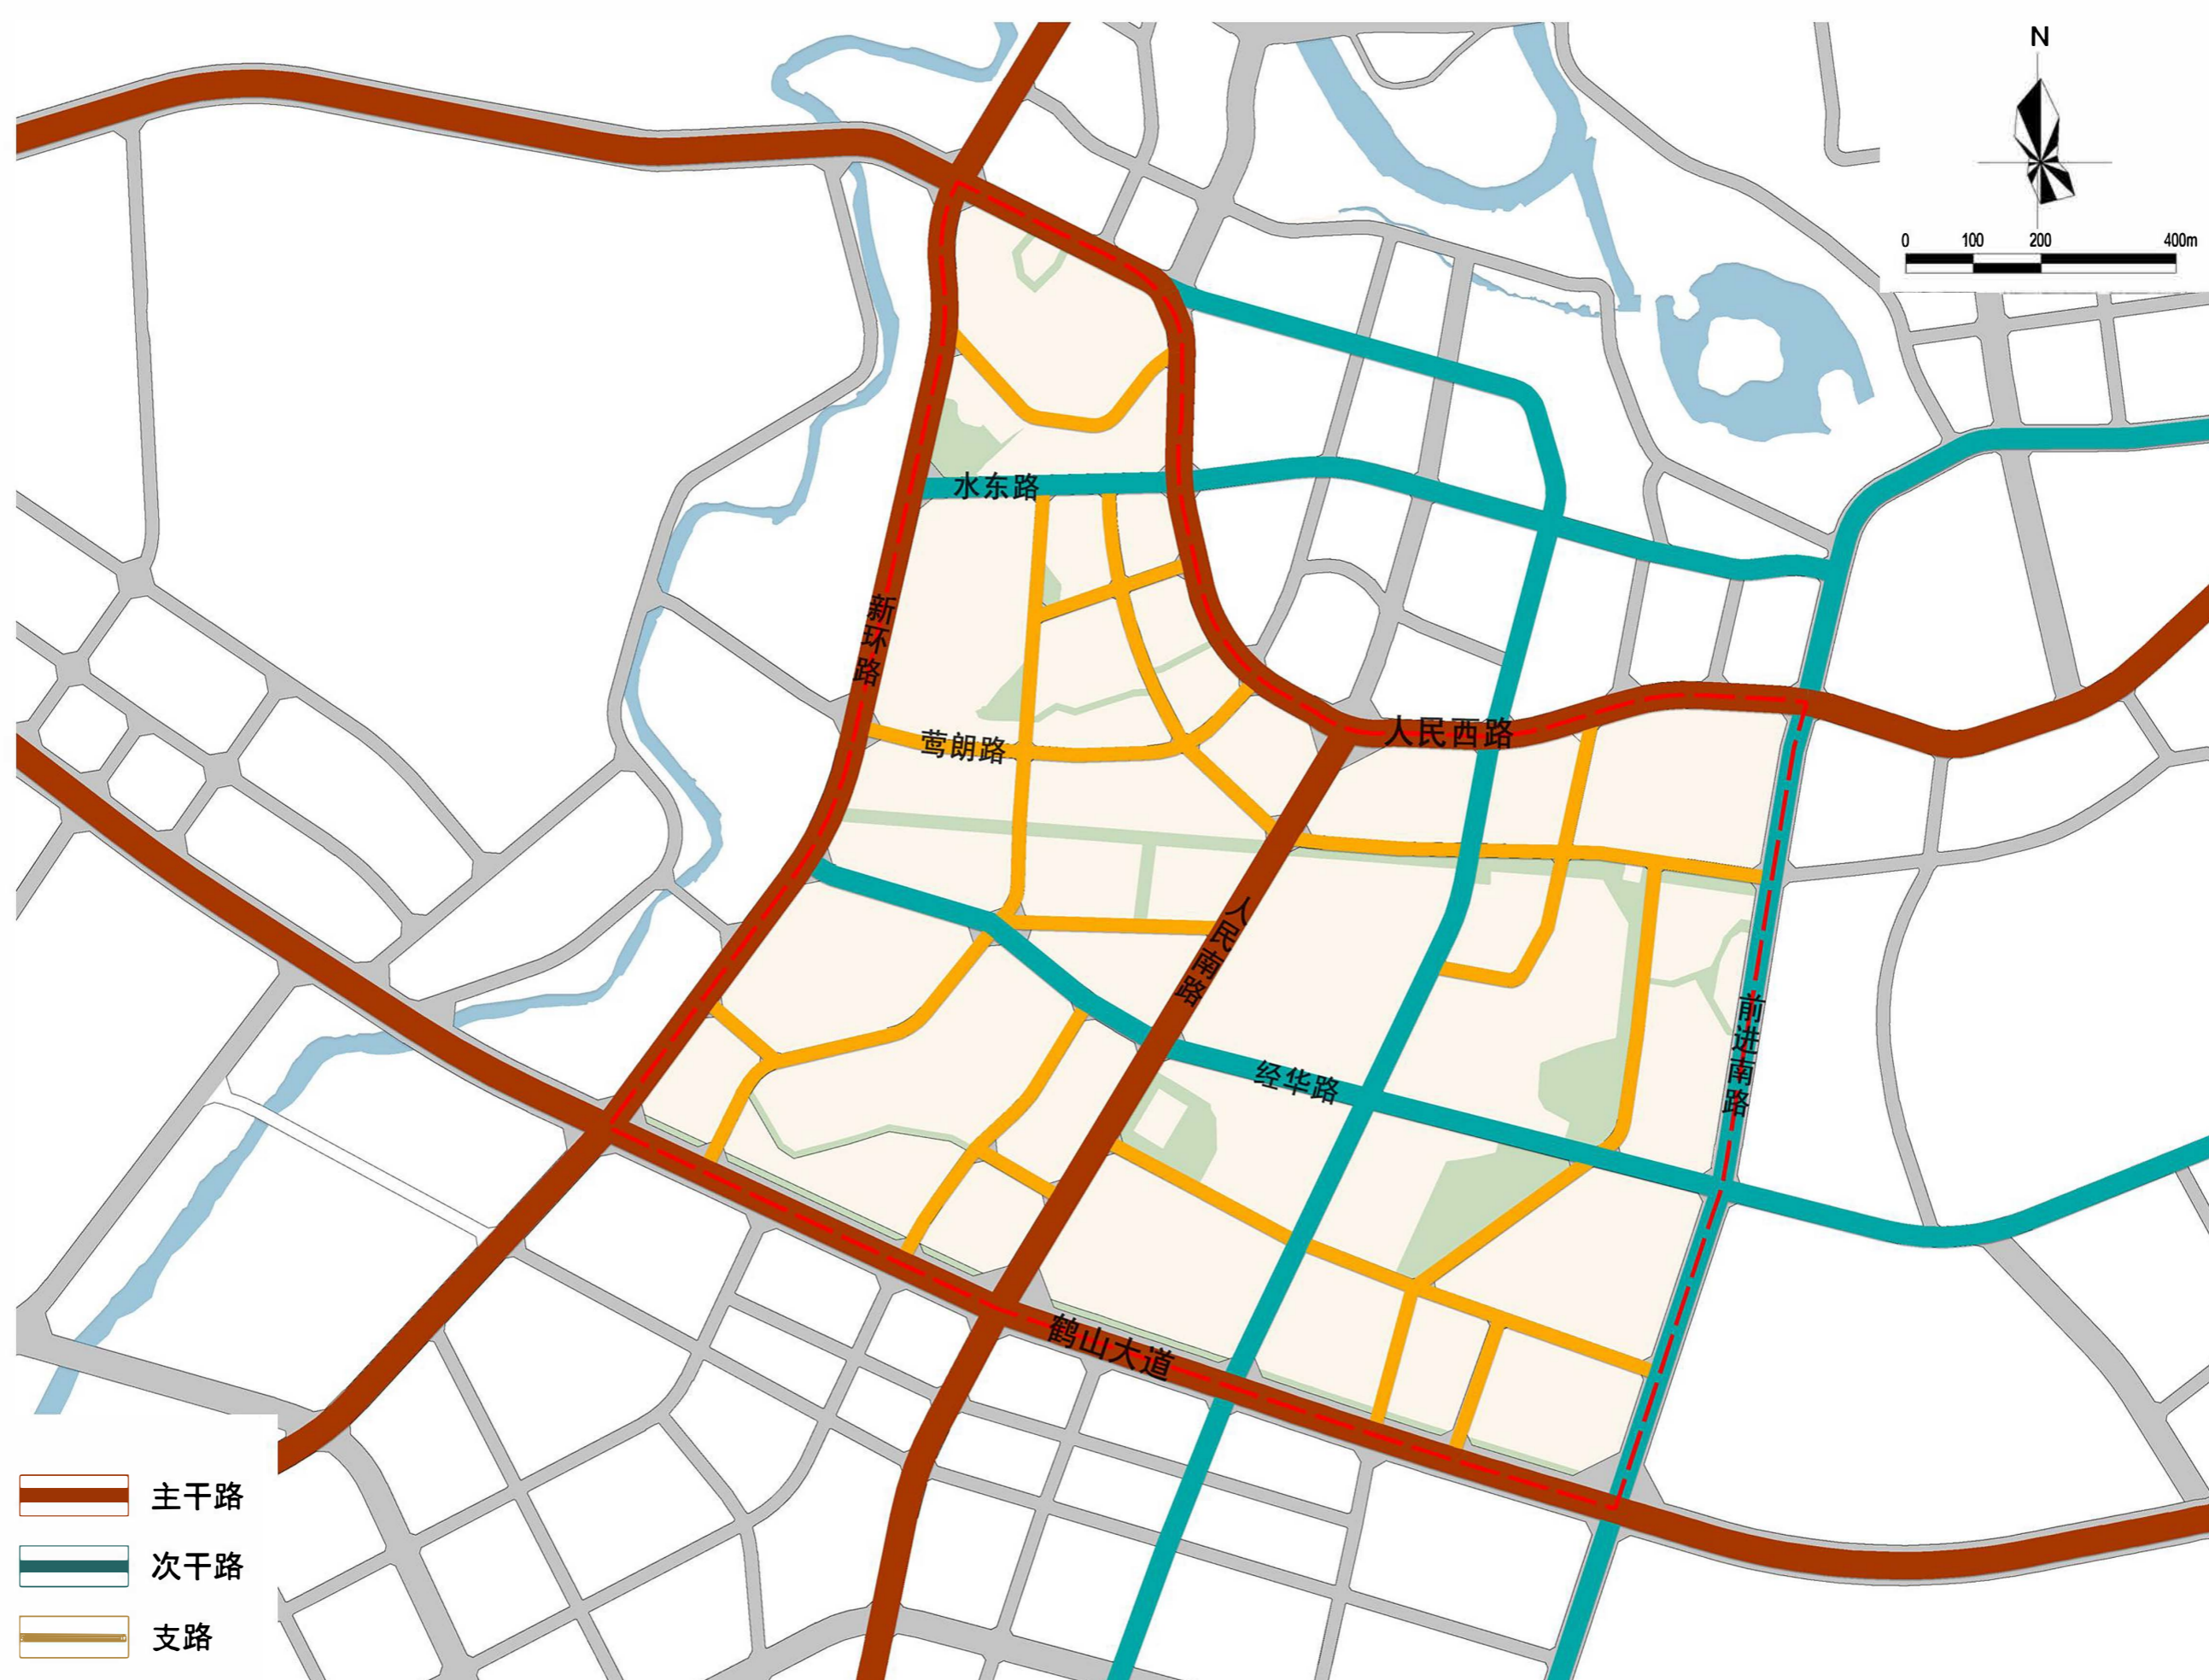 N
0 100 200 400m
水东路
新环路
人民西路
莺朗路
人民南路
前进南路
经华路
鹤山大道
主干路
次干路
支路